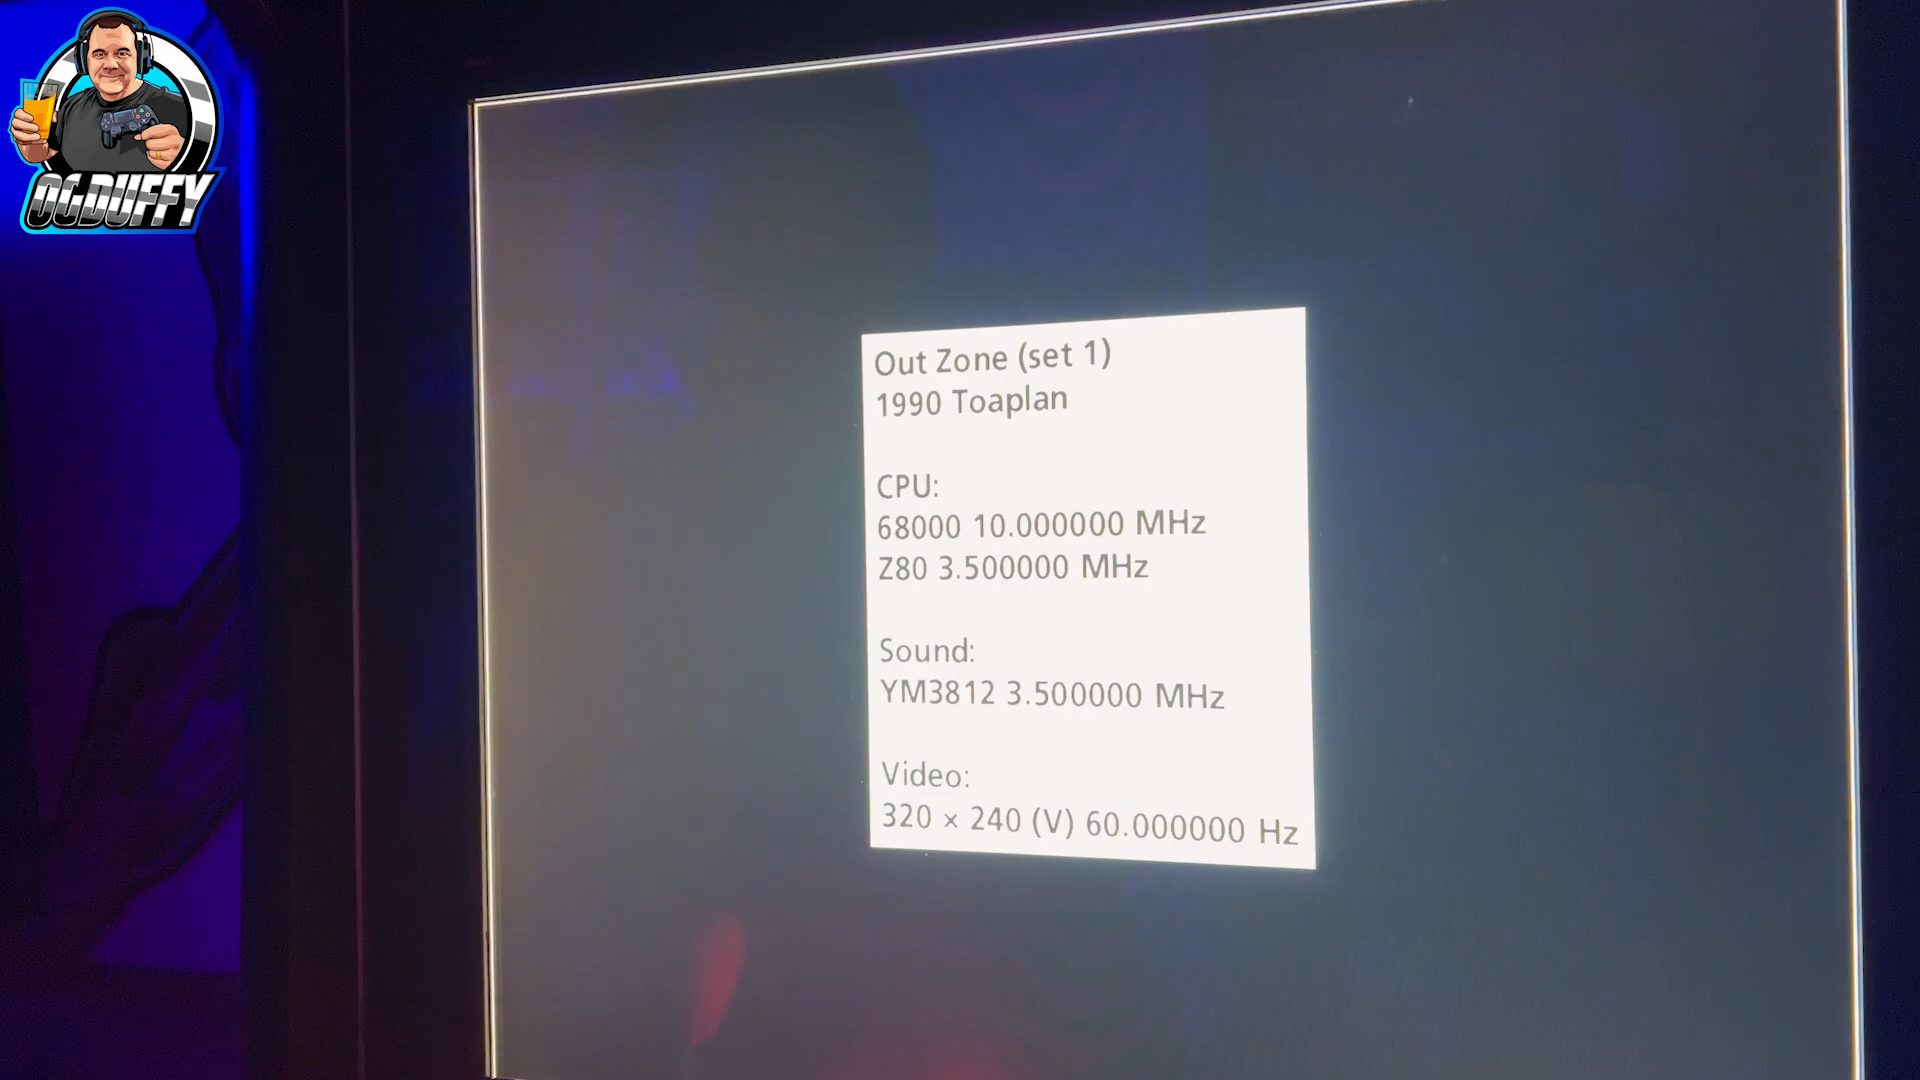 OGDUFFY
Out Zone (set 1)
1990 Toaplan
CPU:
68000 10.000000 MHz
Z80 3.500000 MHz
Sound:
YM3812 3.500000 MHz
Video:
320 × 240 (V) 60.000000 Hz